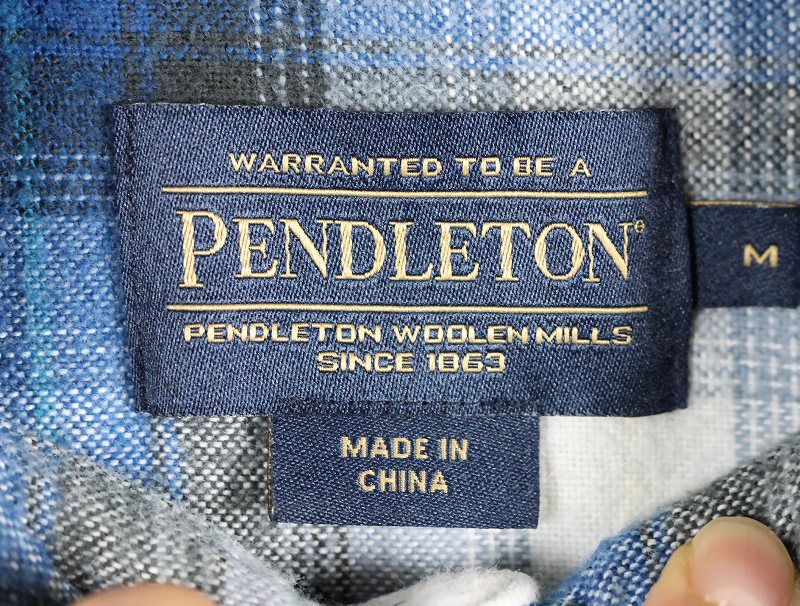 WARRANTED TO BE A
PENDLETON®
M
PENDLETON WOOLEN MILLS
SINCE 1863
MADE IN
CHINA